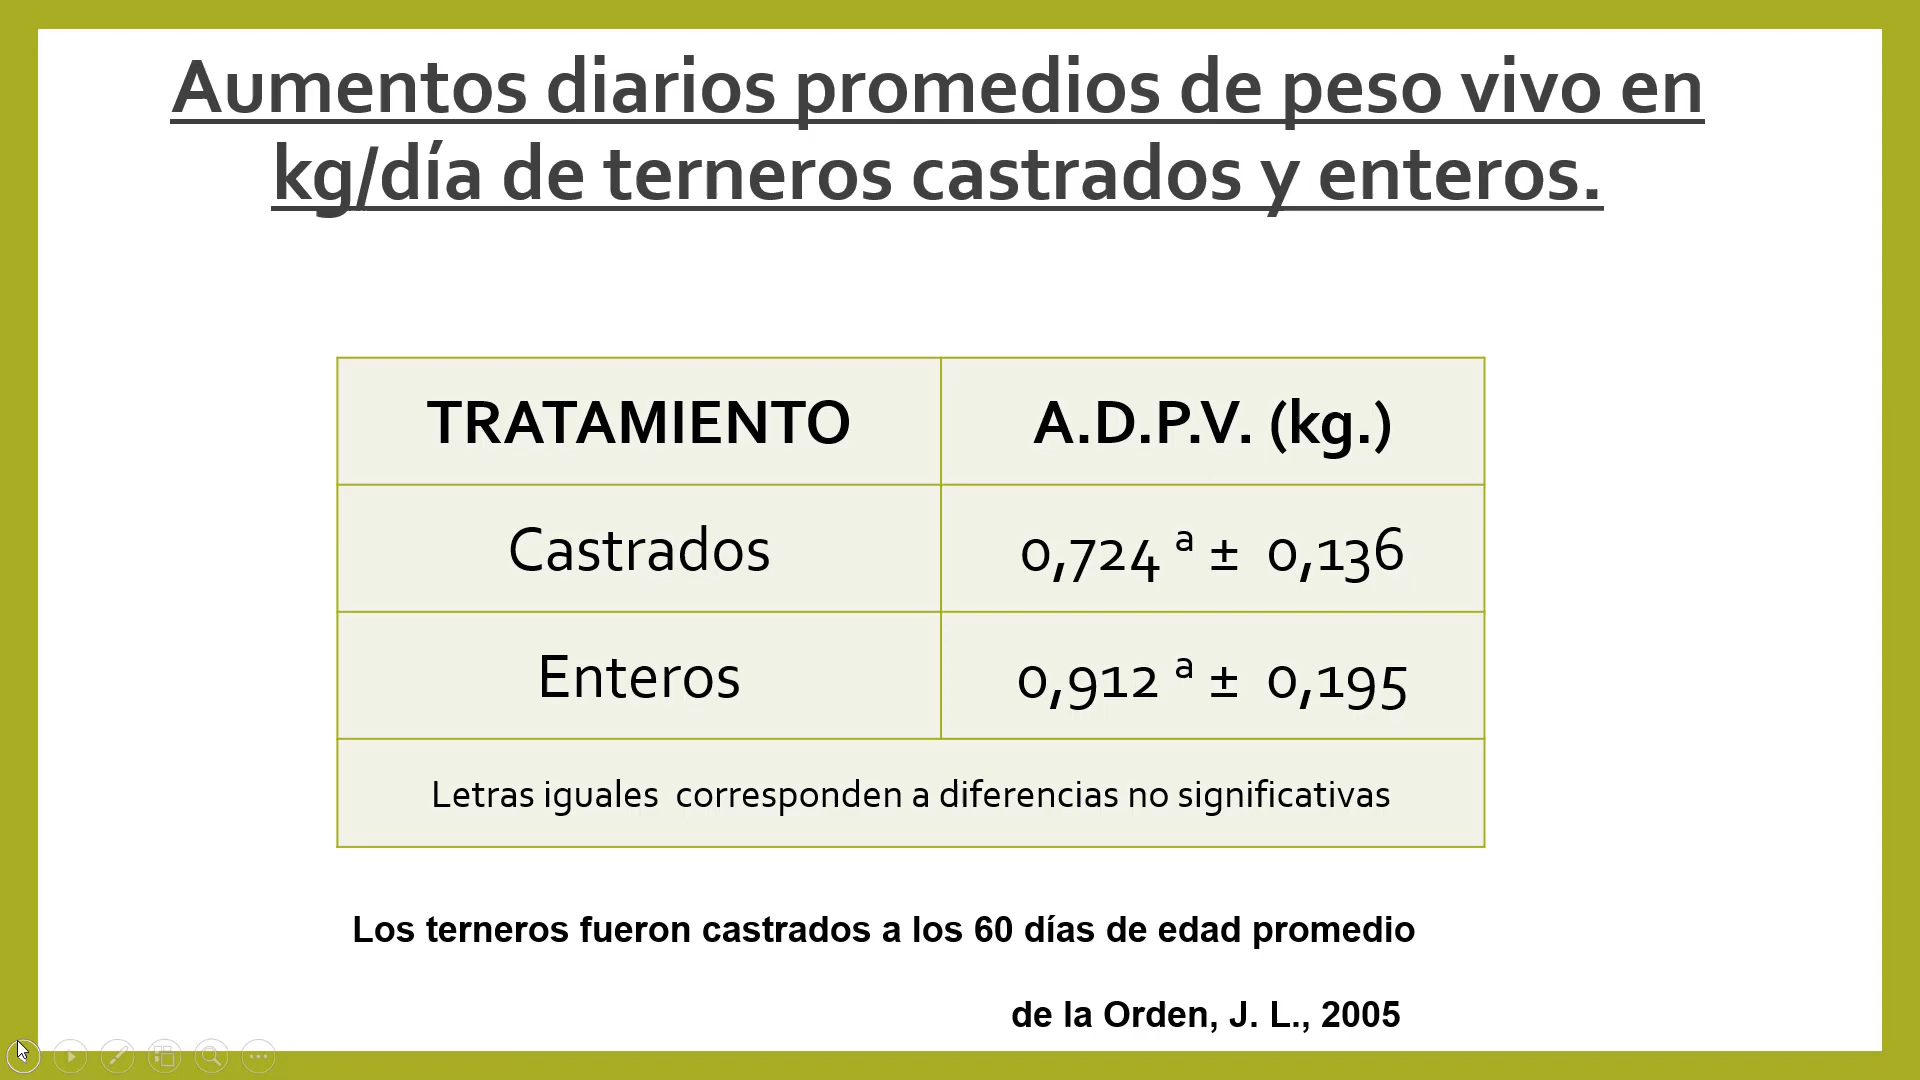 Aumentos diarios promedios de peso vivo en
kg/día de terneros castrados y enteros.
TRATAMIENTO A.D.P.V. (kg.)
Castrados 0,724 ª ± 0,136
Enteros 0,912 ª ± 0,195
Letras iguales corresponden a diferencias no significativas
Los terneros fueron castrados a los 60 días de edad promedio
de la Orden, J. L., 2005